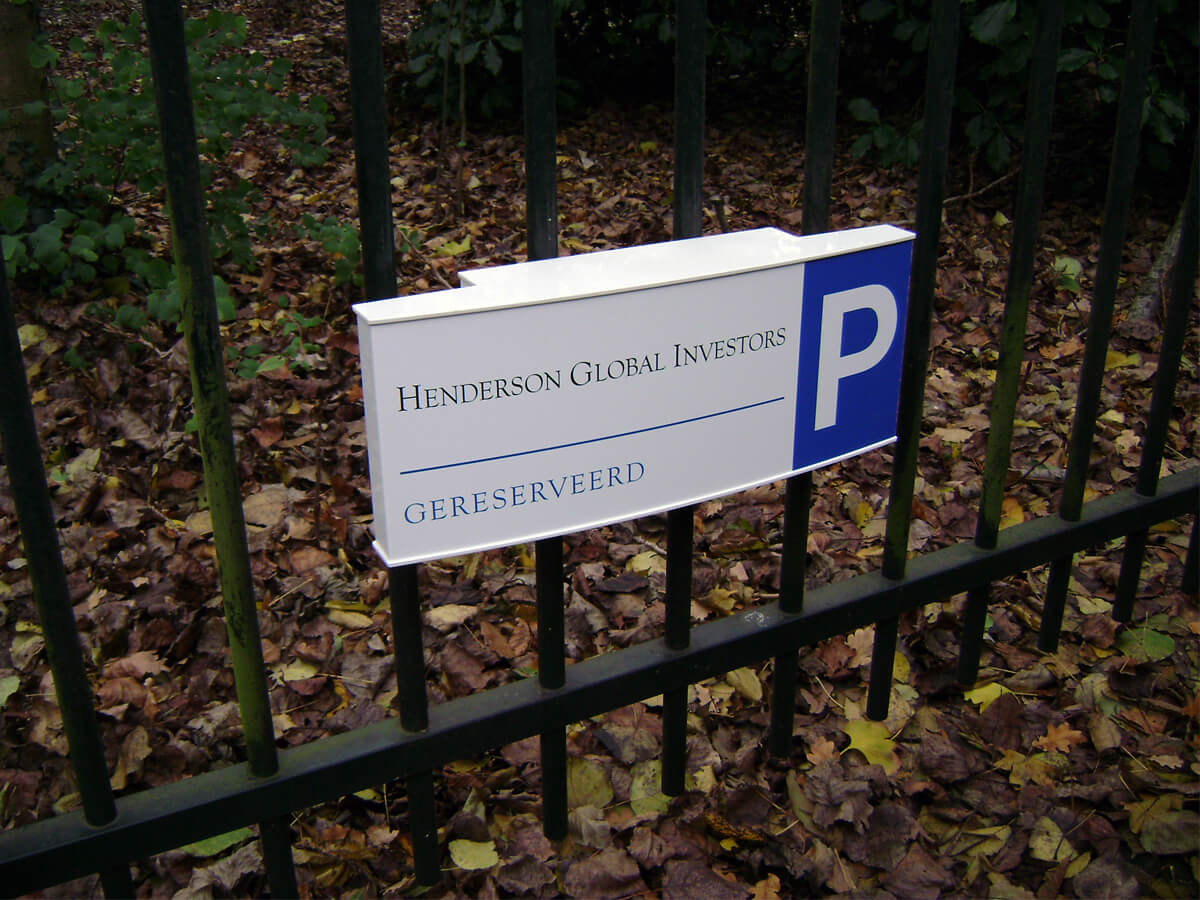 HENDERSON GLOBAL INVESTORS
P
GERESERVEERD